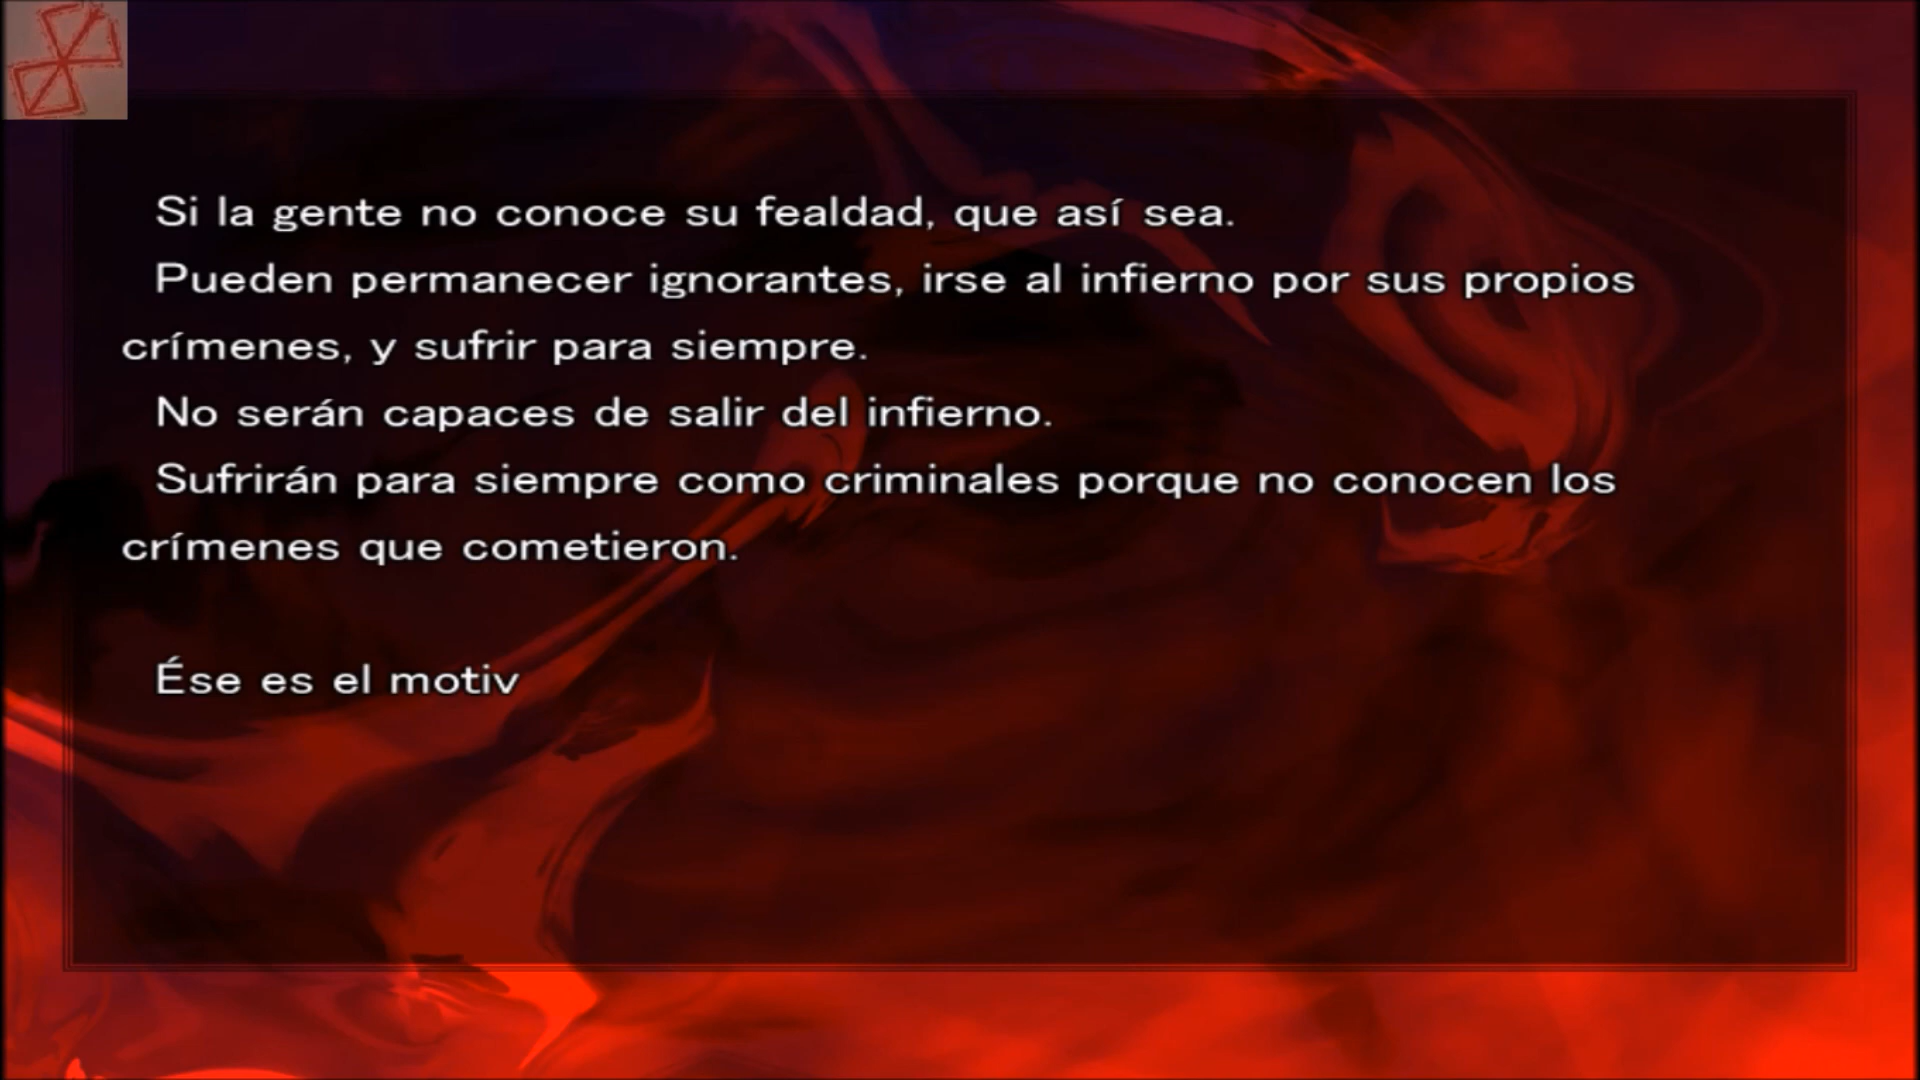 Si la gente no conoce su fealdad, que así sea.
Pueden permanecer ignorantes, irse al infierno por sus propios
crímenes, y sufrir para siempre.
No serán capaces de salir del infierno.
Sufrirán para siempre como criminales porque no conocen los
crímenes que cometieron.
Ése es el motiv